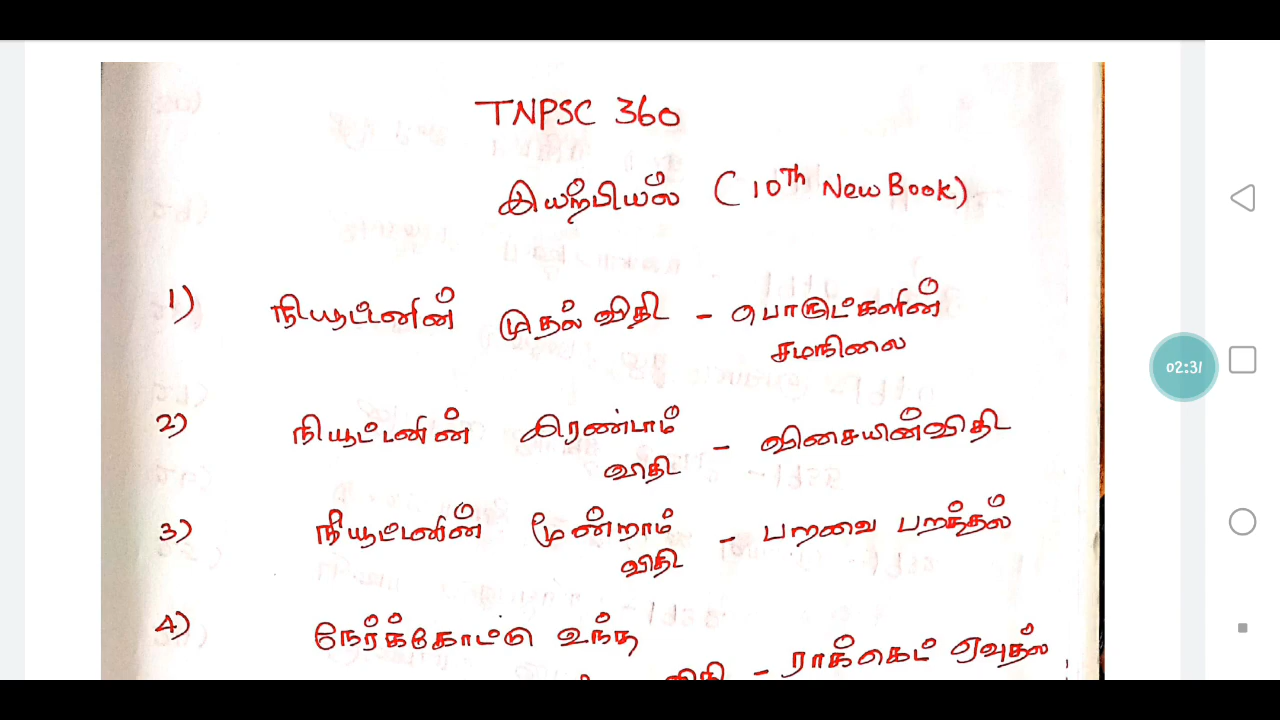 TNPSC 360
இயற்பியல் (10Th New Book)
1) நியூட்டனின் முதல் விதி - பொருட்களின்
சமநிலை
2) நியூட்டனின் இரண்டாம்
விதி - விசையின் விதி
3) நியூட்டனின் மூன்றாம்
விதி - பறவை பறத்தல்
4) நேர்க்கோட்டு உந்த
விதி - ராக்கெட் ஏவுதல்
02:31